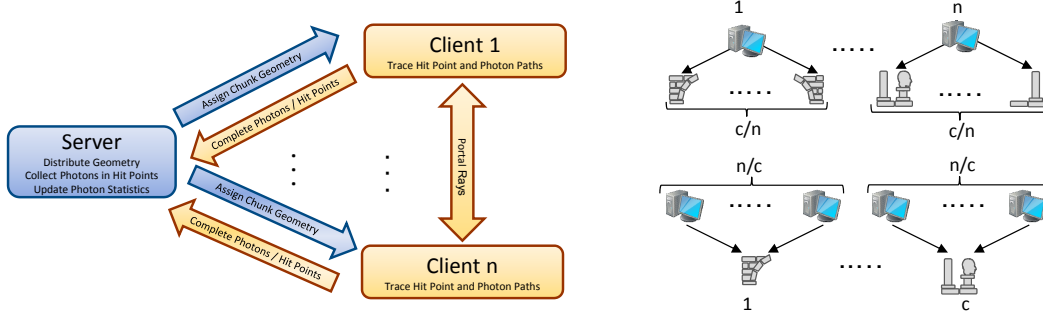 Server
Distribute Geometry
Collect Photons in Hit Points
Update Photon Statistics
Assign Chunk Geometry
Complete Photons / Hit Points
Client 1
Trace Hit Point and Photon Paths
Portal Rays
. . .
. . .
Assign Chunk Geometry
Complete Photons / Hit Points
Client n
Trace Hit Point and Photon Paths
1 ..... n
..... .....
c/n c/n
n/c n/c
..... .....
.....
1 c